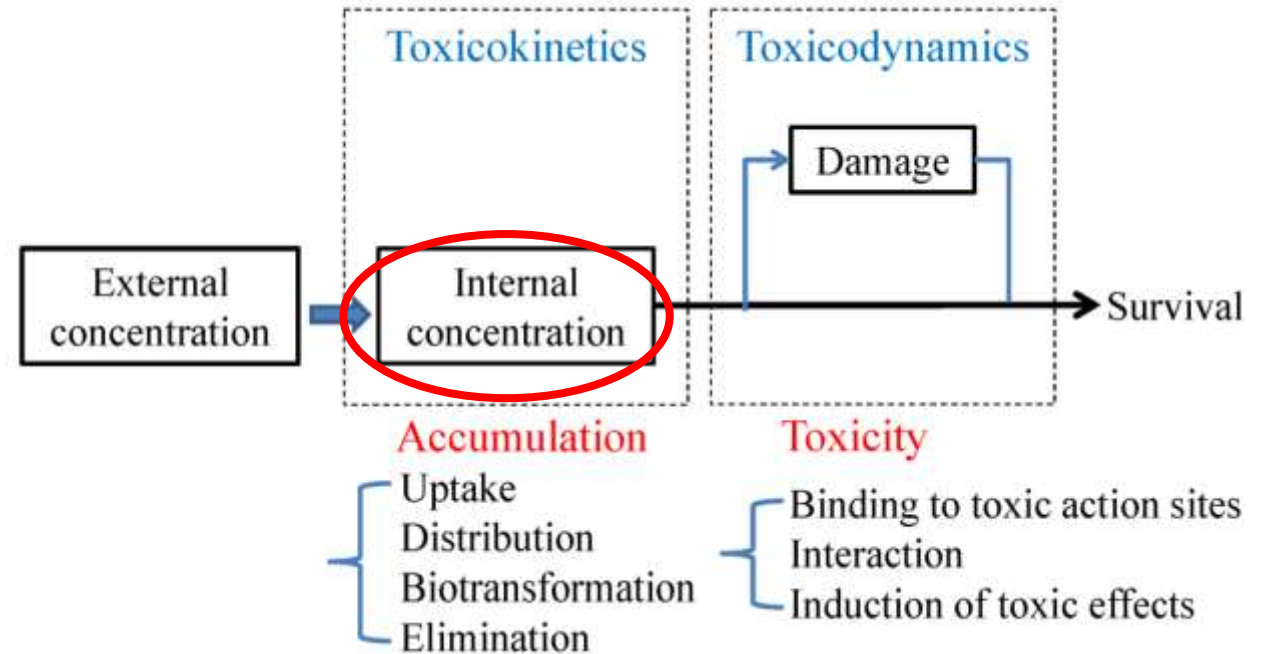 Toxicokinetics
Toxicodynamics
Damage
External
concentration
Internal
concentration
Survival
Accumulation
Uptake
Distribution
Biotransformation
Elimination
Toxicity
Binding to toxic action sites
Interaction
Induction of toxic effects